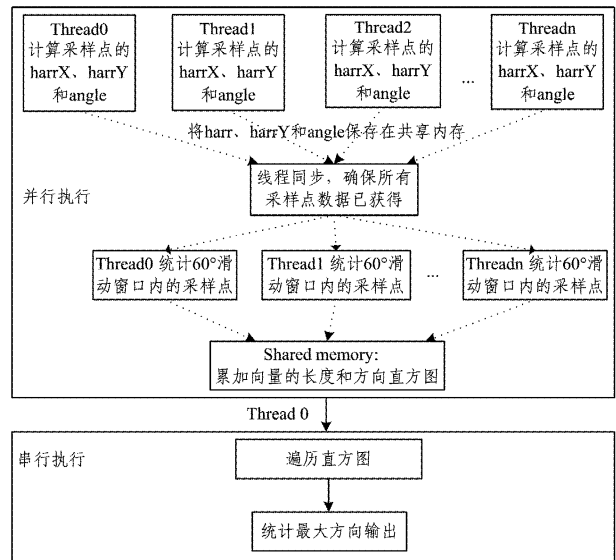 Thread0
计算采样点的
harrX、harrY
和angle
Thread1
计算采样点的
harrX、harrY
和angle
Thread2
计算采样点的
harrX、harrY
和angle
...
Threadn
计算采样点的
harrX、harrY
和angle
将harr、harrY和angle保存在共享内存
并行执行
线程同步，确保所有
采样点数据已获得
Thread0 统计60°滑
动窗口内的采样点
Thread1 统计60°滑
动窗口内的采样点
...
Threadn 统计60°滑
动窗口内的采样点
Shared memory:
累加向量的长度和方向直方图
Thread 0
串行执行
遍历直方图
统计最大方向输出